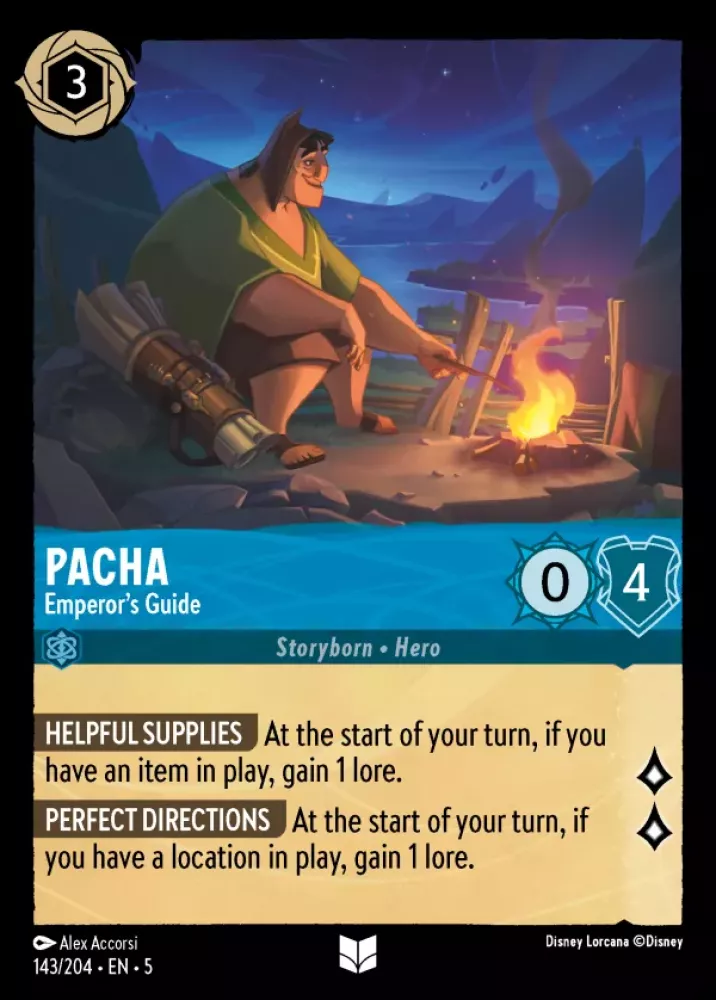 3
PACHA
Emperor's Guide
0
4
Storyborn • Hero
HELPFUL SUPPLIES At the start of your turn, if you
have an item in play, gain 1 lore.
PERFECT DIRECTIONS At the start of your turn, if
you have a location in play, gain 1 lore.
Alex Accorsi
Disney Lorcana ©Disney
143/204 • EN • 5